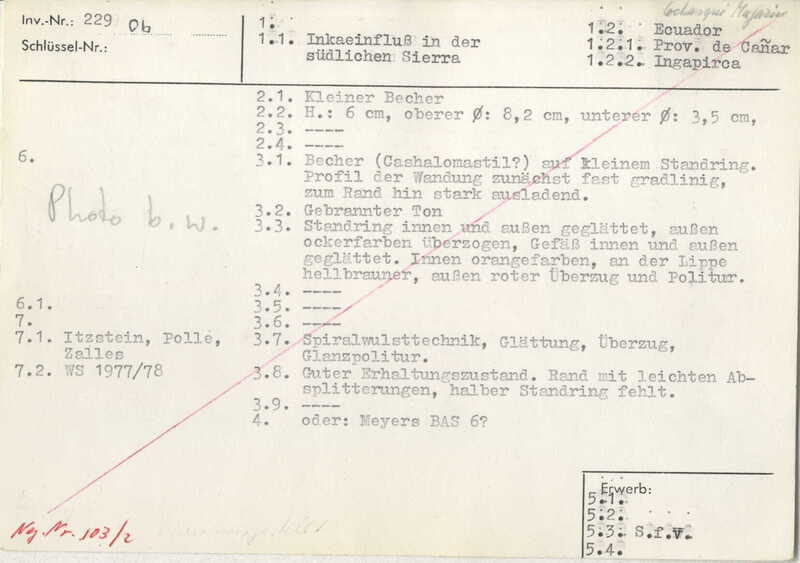 Cochasqui Magazin
Inv.-Nr.: 229 ob
Schlüssel-Nr.:
1.
1.1. Inkaeinfluß in der
südlichen Sierra
1.2. Ecuador
1.2.1. Prov. de Cañar
1.2.2. Ingapirca
2.1. Kleiner Becher
2.2. H.: 6 cm, oberer Ø: 8,2 cm, unterer Ø: 3,5 cm,
2.3. ----
2.4. ----
6.
3.1. Becher (Cashalomastil?) auf kleinem Standring.
Profil der Wandung zunächst fast gradlinig,
zum Rand hin stark ausladend.
Photo b.w.
3.2. Gebrannter Ton
3.3. Standring innen und außen geglättet, außen
ockerfarben überzogen, Gefäß innen und außen
geglättet. Innen orangefarben, an der Lippe
hellbrauner, außen roter Überzug und Politur.
3.4. ----
6.1.
3.5. ----
7.
3.6. ----
7.1. Itzstein, Polle,
Zalles
3.7. Spiralwulsttechnik, Glättung, Überzug,
Glanzpolitur.
7.2. WS 1977/78
3.8. Guter Erhaltungszustand. Rand mit leichten Ab-
splitterungen, halber Standring fehlt.
3.9. ----
4. oder: Meyers BAS 6?
Erwerb:
5.1.
5.2.
5.3. S.f.V.
5.4.
Neg. Nr. 103/2